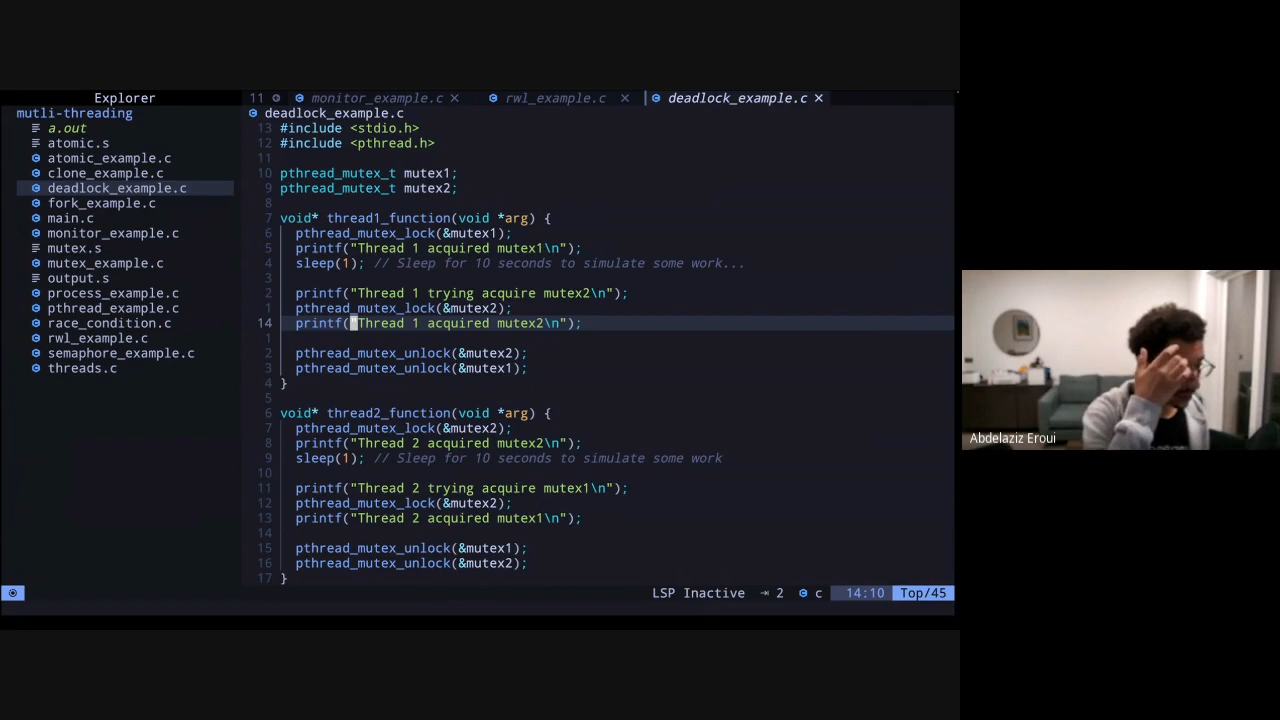 Explorer
mutli-threading
a.out
atomic.s
atomic_example.c
clone_example.c
deadlock_example.c
fork_example.c
main.c
monitor_example.c
mutex.s
mutex_example.c
output.s
process_example.c
pthread_example.c
race_condition.c
rwl_example.c
semaphore_example.c
threads.c
11 monitor_example.c rwl_example.c deadlock_example.c
deadlock_example.c
13 #include <stdio.h>
12 #include <pthread.h>
11
10 pthread_mutex_t mutex1;
9 pthread_mutex_t mutex2;
8
7 void* thread1_function(void *arg) {
6 pthread_mutex_lock(&mutex1);
5 printf("Thread 1 acquired mutex1\n");
4 sleep(1); // Sleep for 10 seconds to simulate some work...
3
2 printf("Thread 1 trying acquire mutex2\n");
1 pthread_mutex_lock(&mutex2);
14 printf("Thread 1 acquired mutex2\n");
1
2 pthread_mutex_unlock(&mutex2);
3 pthread_mutex_unlock(&mutex1);
4 }
5
6 void* thread2_function(void *arg) {
7 pthread_mutex_lock(&mutex2);
8 printf("Thread 2 acquired mutex2\n");
9 sleep(1); // Sleep for 10 seconds to simulate some work
10
11 printf("Thread 2 trying acquire mutex1\n");
12 pthread_mutex_lock(&mutex2);
13 printf("Thread 2 acquired mutex1\n");
14
15 pthread_mutex_unlock(&mutex1);
16 pthread_mutex_unlock(&mutex2);
17 }
LSP Inactive 2 c 14:10 Top/45
Abdelaziz Eroui